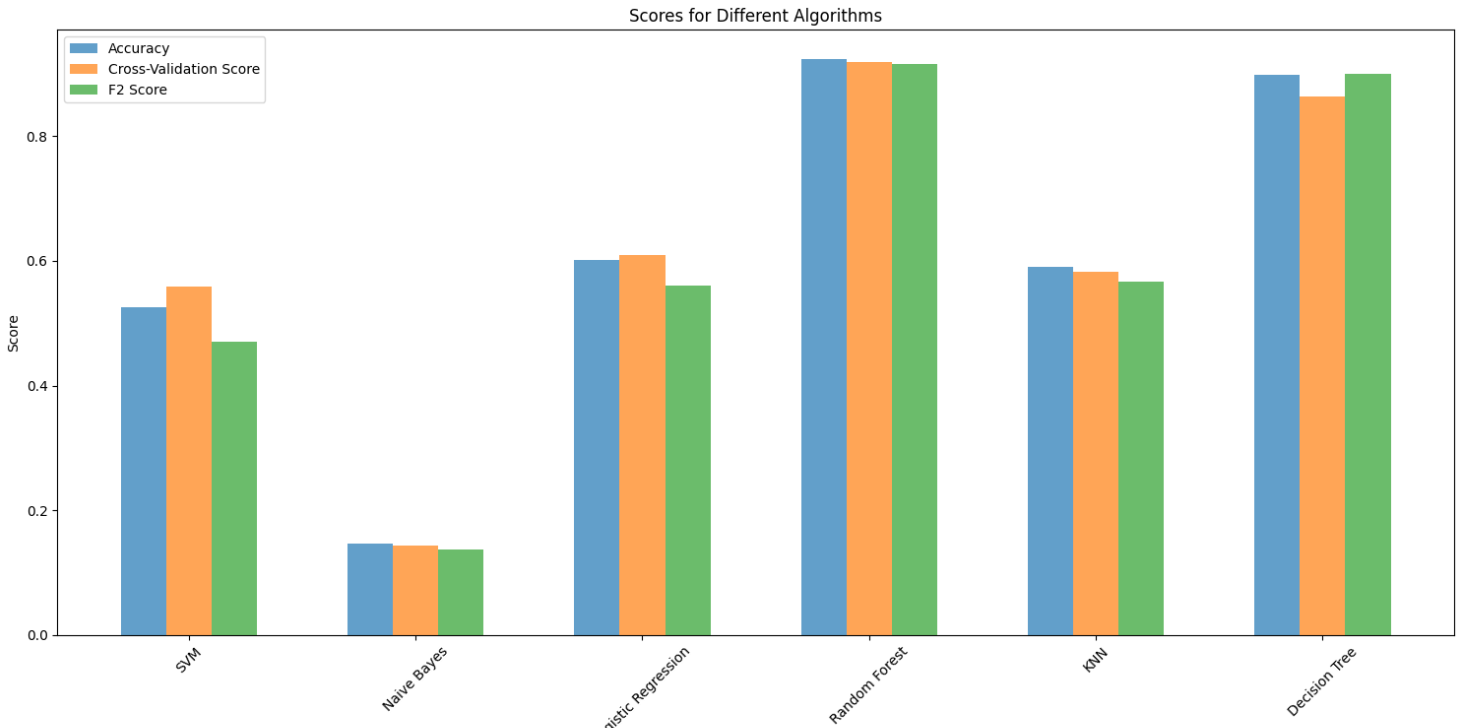 Scores for Different Algorithms
Accuracy
Cross-Validation Score
F2 Score
Score
0.8
0.6
0.4
0.2
0.0
SVM
Naive Bayes
gistic Regression
Random Forest
KNN
Decision Tree